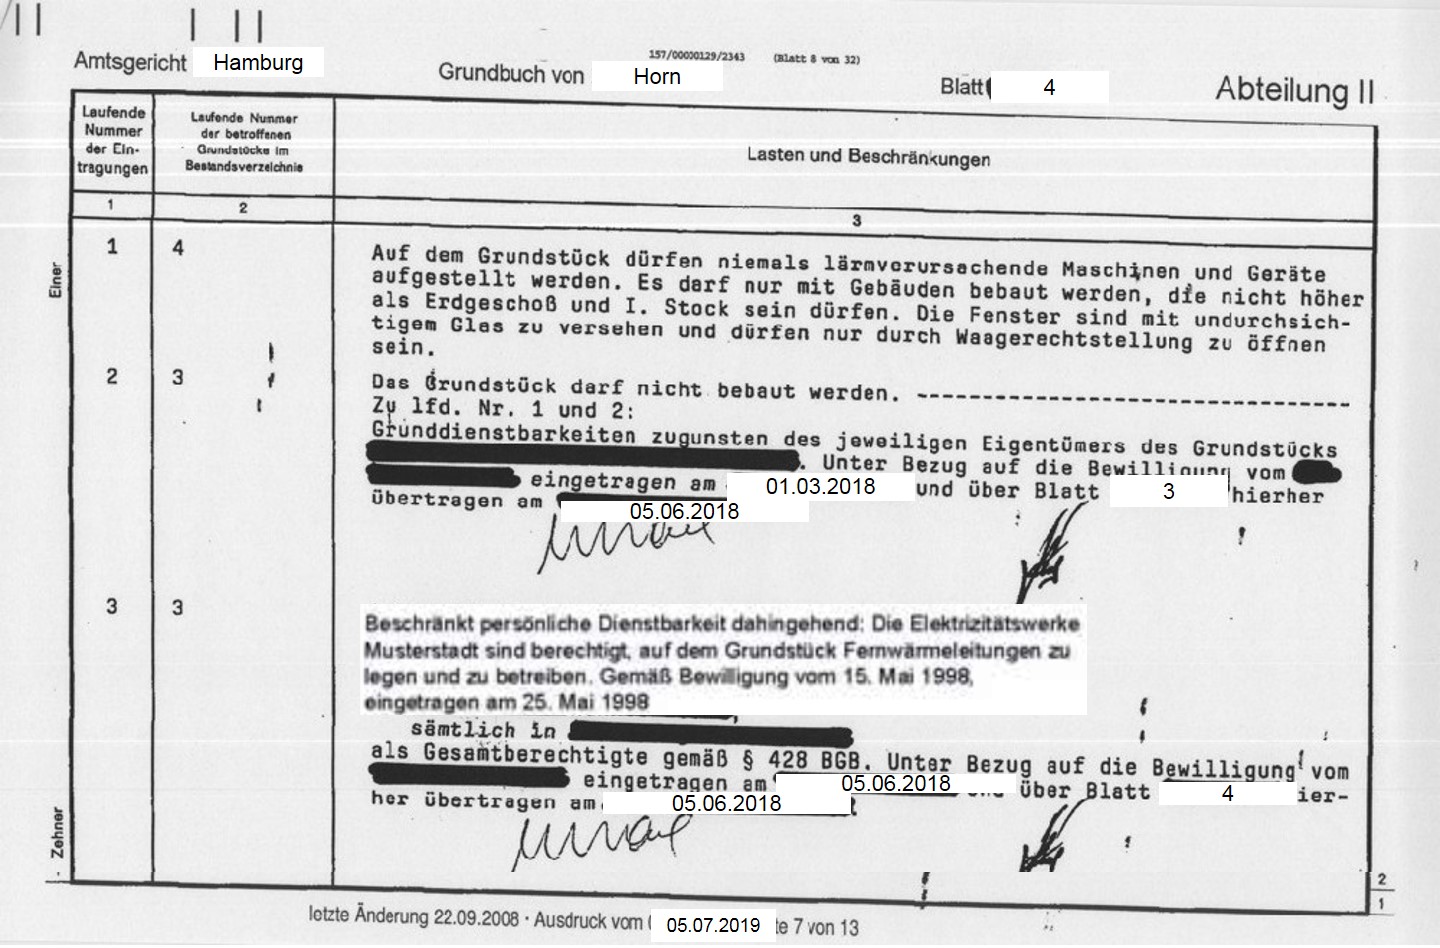 157/00000129/2343 (Blatt 8 von 32)
Amtsgericht Hamburg Grundbuch von Horn Blatt 4 Abteilung II
Laufende Nummer der Ein- tragungen
Laufende Nummer der betroffenen Grundstücke im Bestandsverzeichnie
Lasten und Beschränkungen
1 2 3
Einer
1 4 Auf dem Grundstück dürfen niemals lärmverursachende Maschinen und Geräte
aufgestellt werden. Es darf nur mit Gebäuden bebaut werden, die nicht höher
als Erdgeschoß und I. Stock sein dürfen. Die Fenster sind mit undurchsich-
tigem Glas zu versehen und dürfen nur durch Waagerechtstellung zu öffnen
sein.
2 3 Das Grundstück darf nicht bebaut werden. ----------------------------------
Zu lfd. Nr. 1 und 2:
Grunddienstbarkeiten zugunsten des jeweiligen Eigentümers des Grundstücks
. Unter Bezug auf die Bewilligung vom
eingetragen am 01.03.2018 und über Blatt 3 hierher
übertragen am 05.06.2018
3 3 Beschränkt persönliche Dienstbarkeit dahingehend: Die Elektrizitätswerke
Musterstadt sind berechtigt, auf dem Grundstück Fernwärmeleitungen zu
legen und zu betreiben. Gemäß Bewilligung vom 15. Mai 1998,
eingetragen am 25. Mai 1998
sämtlich in
als Gesamtberechtigte gemäß § 428 BGB. Unter Bezug auf die Bewilligung vom
eingetragen am 05.06.2018 über Blatt 4 ier-
her übertragen am 05.06.2018
Zehner
2
1
letzte Änderung 22.09.2008 · Ausdruck vom 05.07.2019 te 7 von 13